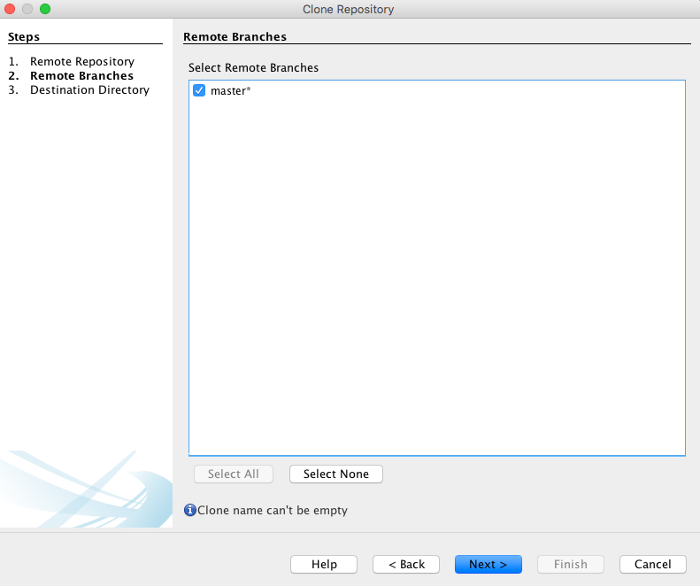 Clone Repository
Steps
1. Remote Repository
2. Remote Branches
3. Destination Directory
Remote Branches
Select Remote Branches
master*
Select All
Select None
Clone name can't be empty
Help
< Back
Next >
Finish
Cancel